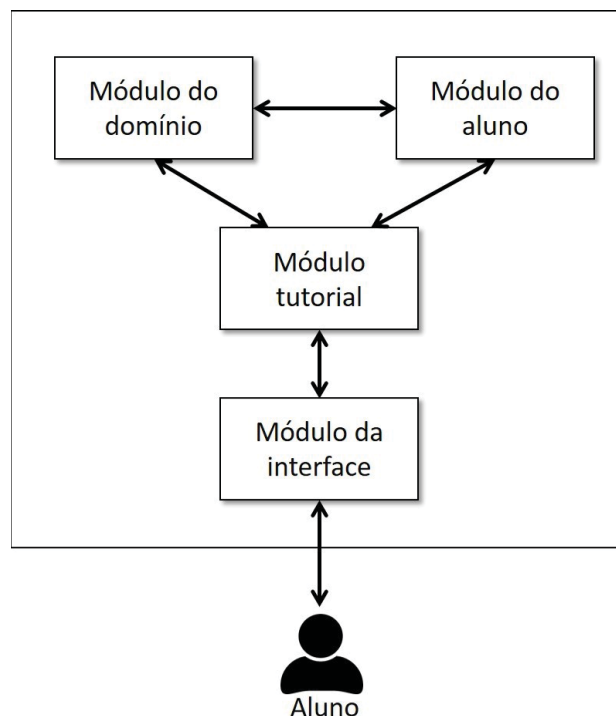 Módulo do
domínio
Módulo do
aluno
Módulo
tutorial
Módulo da
interface
Aluno